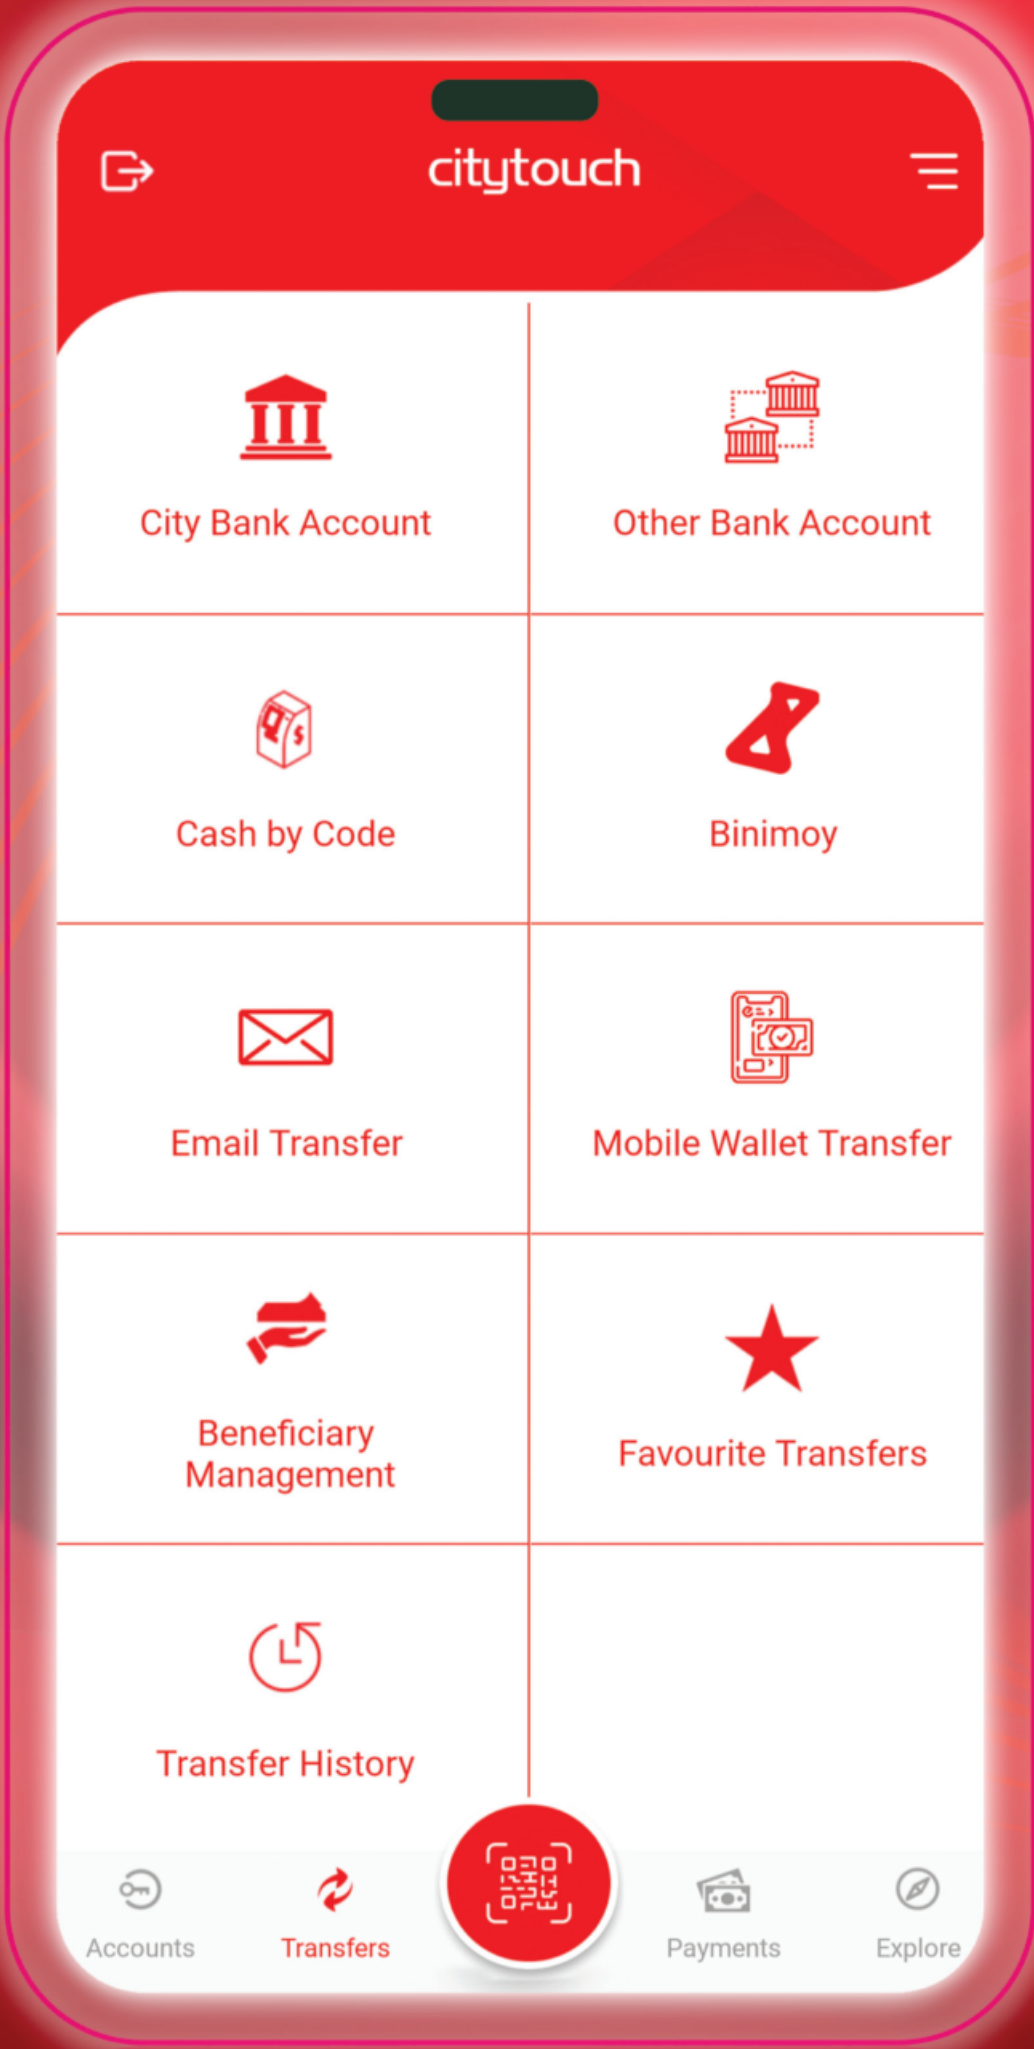 citytouch
City Bank Account
Other Bank Account
Cash by Code
Binimoy
Email Transfer
Mobile Wallet Transfer
Beneficiary
Management
Favourite Transfers
Transfer History
Accounts
Transfers
Payments
Explore